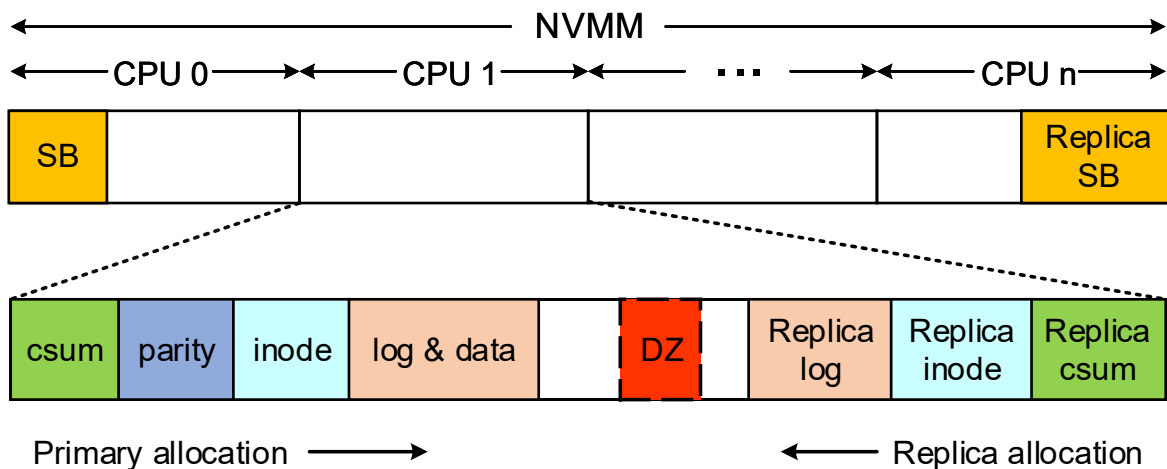 NVMM
CPU 0
CPU 1
...
CPU n
SB
Replica
SB
csum
parity
inode
log & data
DZ
Replica
log
Replica
inode
Replica
csum
Primary allocation
Replica allocation